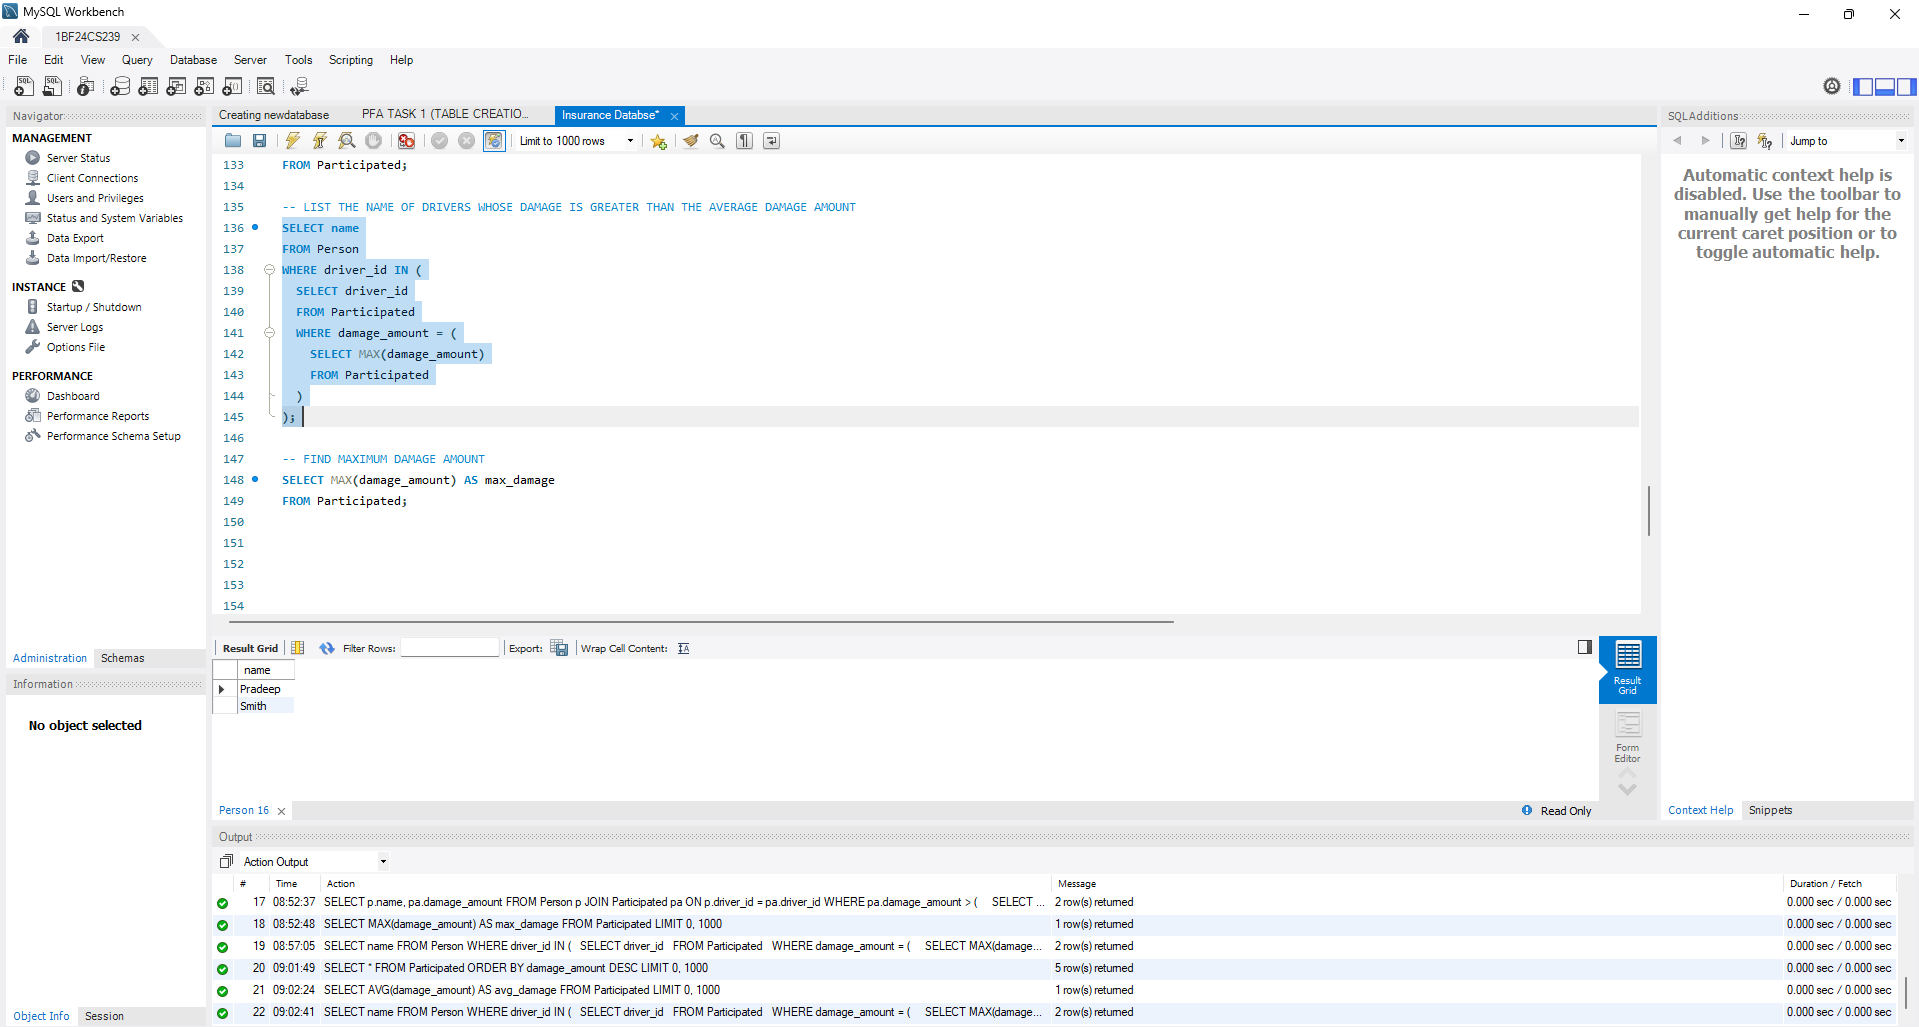 MySQL Workbench
1BF24CS239
File Edit View Query Database Server Tools Scripting Help
Navigator
MANAGEMENT
Server Status
Client Connections
Users and Privileges
Status and System Variables
Data Export
Data Import/Restore
INSTANCE
Startup / Shutdown
Server Logs
Options File
PERFORMANCE
Dashboard
Performance Reports
Performance Schema Setup
Administration Schemas
Information
No object selected
Object Info Session
Creating newdatabase PFA TASK 1 (TABLE CREATIO... Insurance Databse*
Limit to 1000 rows
133 FROM Participated;
134
135 -- LIST THE NAME OF DRIVERS WHOSE DAMAGE IS GREATER THAN THE AVERAGE DAMAGE AMOUNT
136 SELECT name
137 FROM Person
138 WHERE driver_id IN (
139 SELECT driver_id
140 FROM Participated
141 WHERE damage_amount = (
142 SELECT MAX(damage_amount)
143 FROM Participated
144 )
145 );
146
147 -- FIND MAXIMUM DAMAGE AMOUNT
148 SELECT MAX(damage_amount) AS max_damage
149 FROM Participated;
150
151
152
153
154
Result Grid Filter Rows: Export: Wrap Cell Content:
name
Pradeep
Smith
Result
Grid
Form
Editor
Person 16 Read Only
SQLAdditions
Jump to
Automatic context help is
disabled. Use the toolbar to
manually get help for the
current caret position or to
toggle automatic help.
Context Help Snippets
Output
Action Output
# Time Action Message Duration / Fetch
17 08:52:37 SELECT p.name, pa.damage_amount FROM Person p JOIN Participated pa ON p.driver_id = pa.driver_id WHERE pa.damage_amount > ( SELECT ... 2 row(s) returned 0.000 sec / 0.000 sec
18 08:52:48 SELECT MAX(damage_amount) AS max_damage FROM Participated LIMIT 0, 1000 1 row(s) returned 0.000 sec / 0.000 sec
19 08:57:05 SELECT name FROM Person WHERE driver_id IN ( SELECT driver_id FROM Participated WHERE damage_amount = ( SELECT MAX(damage... 2 row(s) returned 0.000 sec / 0.000 sec
20 09:01:49 SELECT * FROM Participated ORDER BY damage_amount DESC LIMIT 0, 1000 5 row(s) returned 0.000 sec / 0.000 sec
21 09:02:24 SELECT AVG(damage_amount) AS avg_damage FROM Participated LIMIT 0, 1000 1 row(s) returned 0.000 sec / 0.000 sec
22 09:02:41 SELECT name FROM Person WHERE driver_id IN ( SELECT driver_id FROM Participated WHERE damage_amount = ( SELECT MAX(damage... 2 row(s) returned 0.000 sec / 0.000 sec